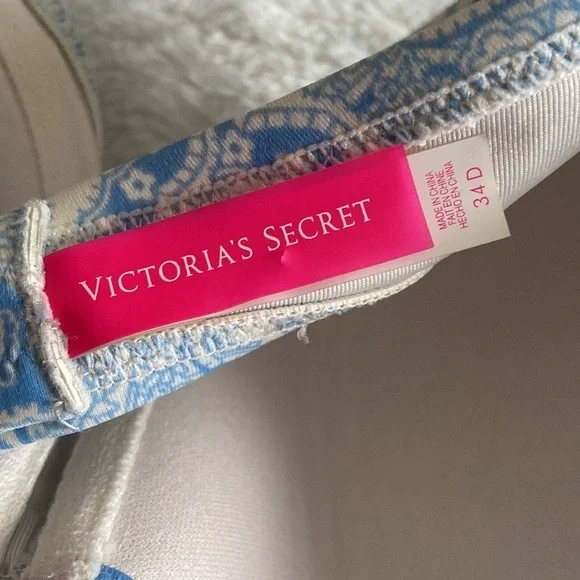 VICTORIA'S SECRET
MADE IN CHINA
FAIT EN CHINE
HECHO EN CHINA
34 D